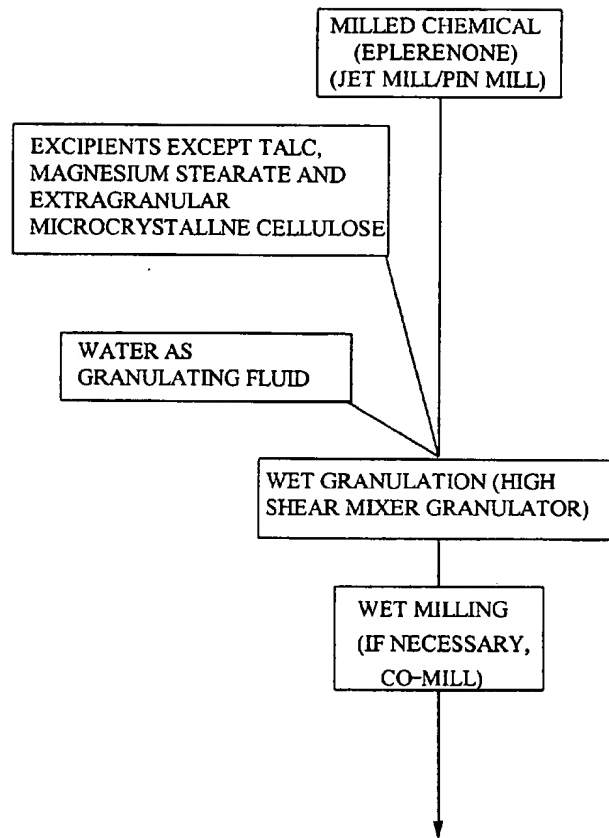 MILLED CHEMICAL
(EPLERENONE)
(JET MILL/PIN MILL)
EXCIPIENTS EXCEPT TALC,
MAGNESIUM STEARATE AND
EXTRAGRANULAR
MICROCRYSTALLNE CELLULOSE
WATER AS
GRANULATING FLUID
WET GRANULATION (HIGH
SHEAR MIXER GRANULATOR)
WET MILLING
(IF NECESSARY,
CO-MILL)